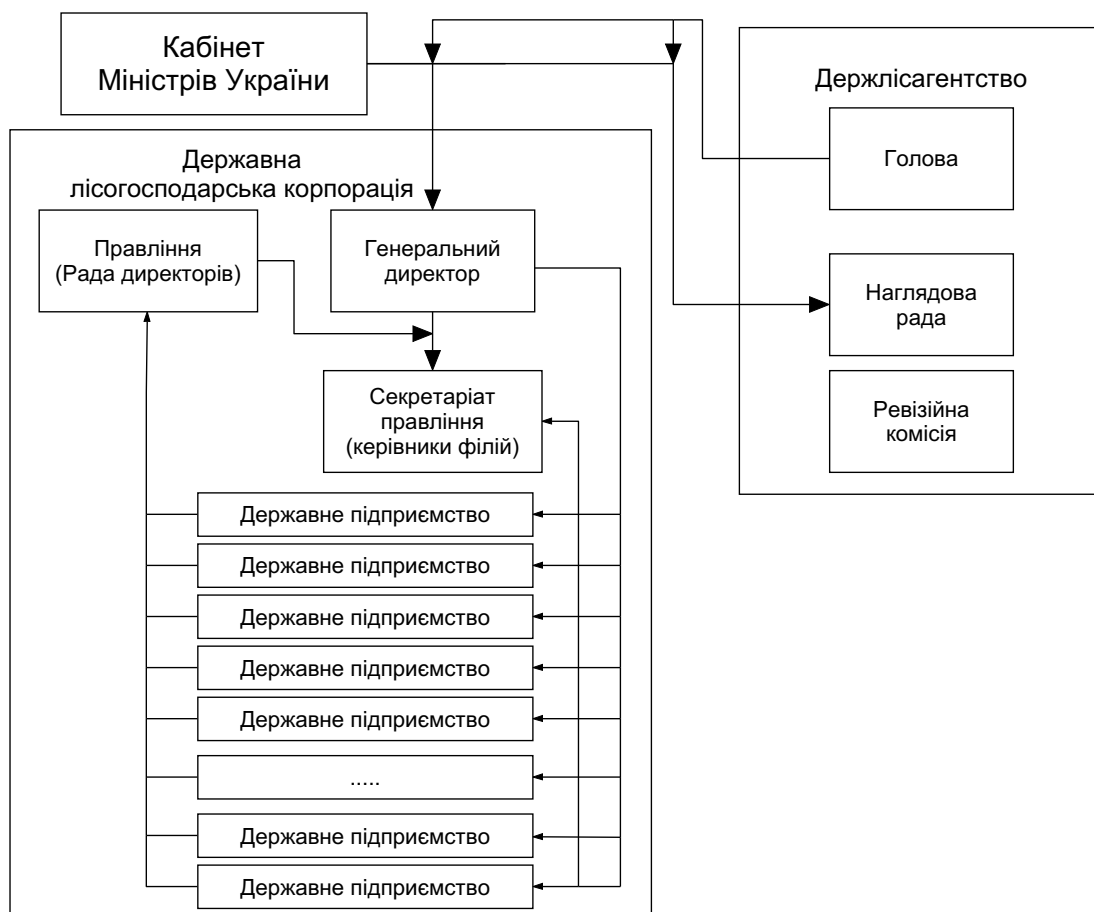 Кабінет
Міністрів України
Держлісагентство
Голова
Наглядова
рада
Ревізійна
комісія
Державна
лісогосподарська корпорація
Правління
(Рада директорів)
Генеральний
директор
Секретаріат
правління
(керівники філій)
Державне підприємство
Державне підприємство
Державне підприємство
Державне підприємство
Державне підприємство
.....
Державне підприємство
Державне підприємство